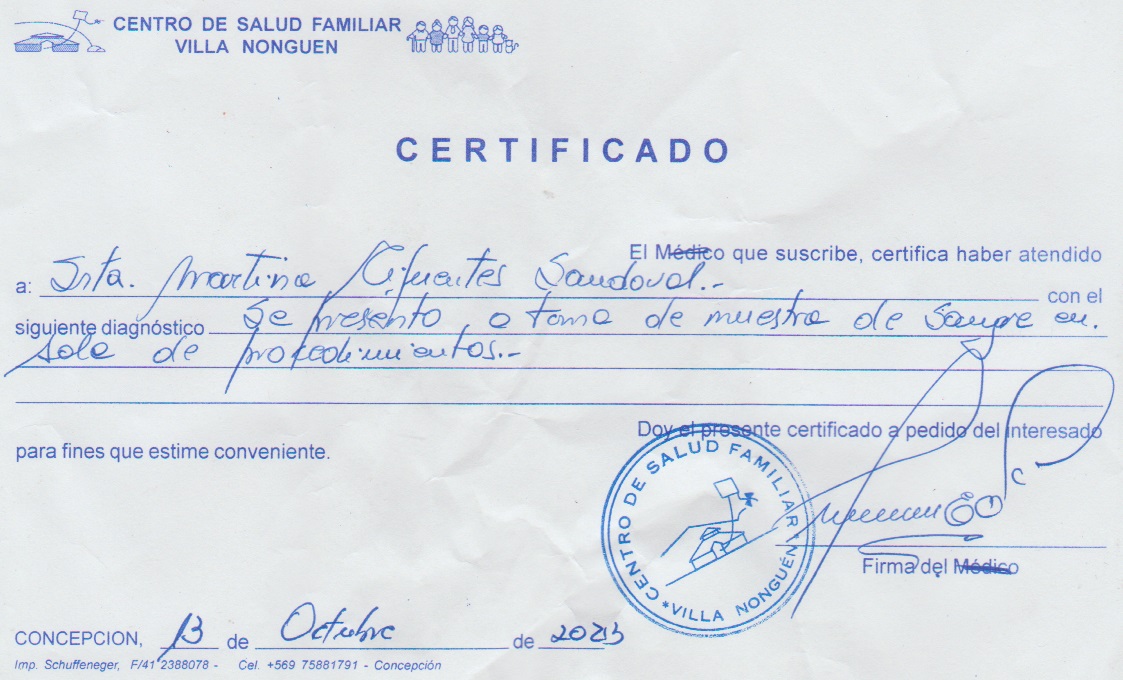 CENTRO DE SALUD FAMILIAR
VILLA NONGUEN
CERTIFICADO
El Médico que suscribe, certifica haber atendido
a: Srta. Martina Cifuentes Sandoval.- con el
siguiente diagnóstico Se presento a toma de muestra de Sangre en.
sala de procedimientos.-
Doy el presente certificado a pedido del interesado
para fines que estime conveniente.
CENTRO DE SALUD FAMILIAR * VILLA NONGUÉN *
Firma del Médico
CONCEPCION, 13 de Octubre de 2023
Imp. Schuffeneger, F/41 2388078 - Cel. +569 75881791 - Concepción